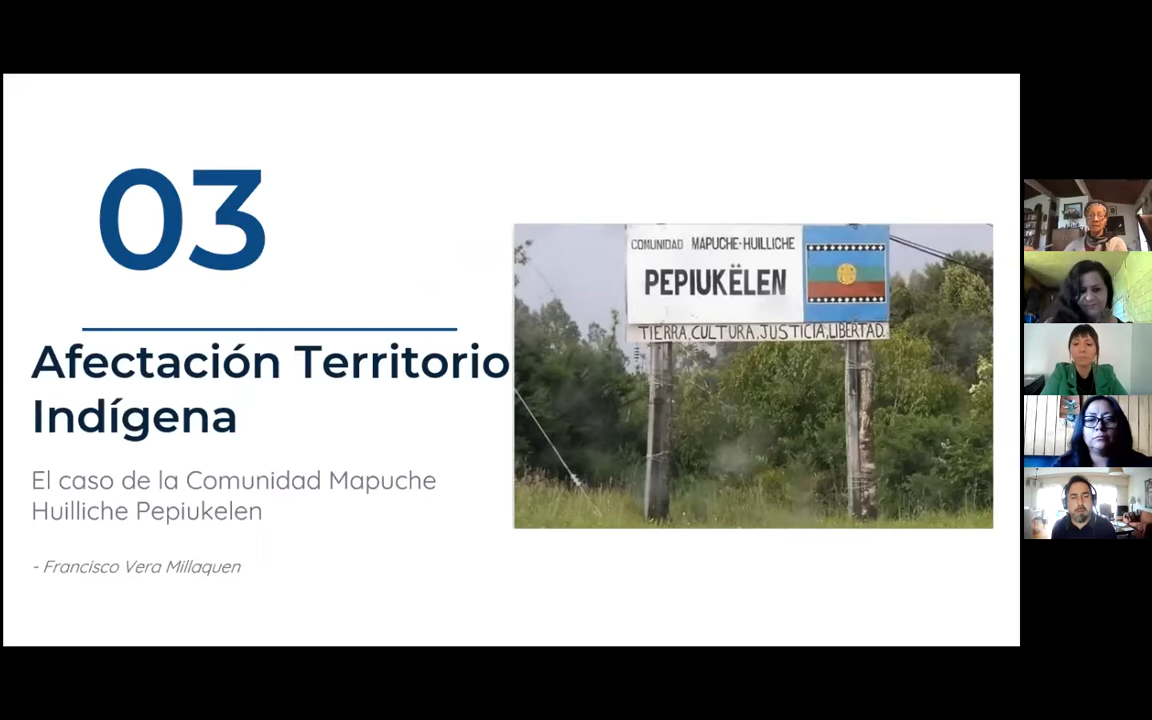 03
Afectación Territorio
Indígena
El caso de la Comunidad Mapuche
Huilliche Pepiukelen
- Francisco Vera Millaquen
COMUNIDAD MAPUCHE-HUILLICHE
PEPIUKËLEN
TIERRA, CULTURA, JUSTICIA, LIBERTAD.